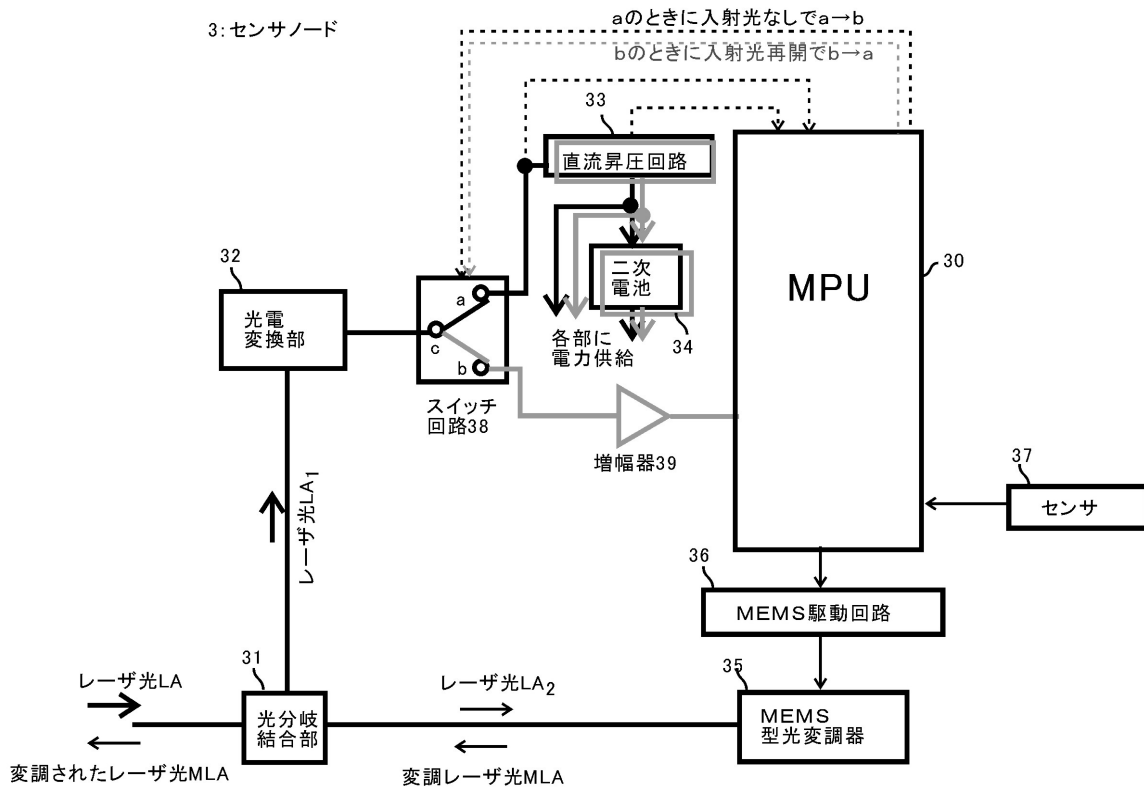 3：センサノード
aのときに入射光なしでa→b
bのときに入射光再開でb→a
33
直流昇圧回路
32
光電
変換部
a
c
b
スイッチ
回路38
二次
電池
34
各部に
電力供給
MPU
30
増幅器39
37
センサ
レーザ光LA1
36
MEMS駆動回路
31
レーザ光LA
光分岐
結合部
変調されたレーザ光MLA
レーザ光LA2
変調レーザ光MLA
35
MEMS
型光変調器